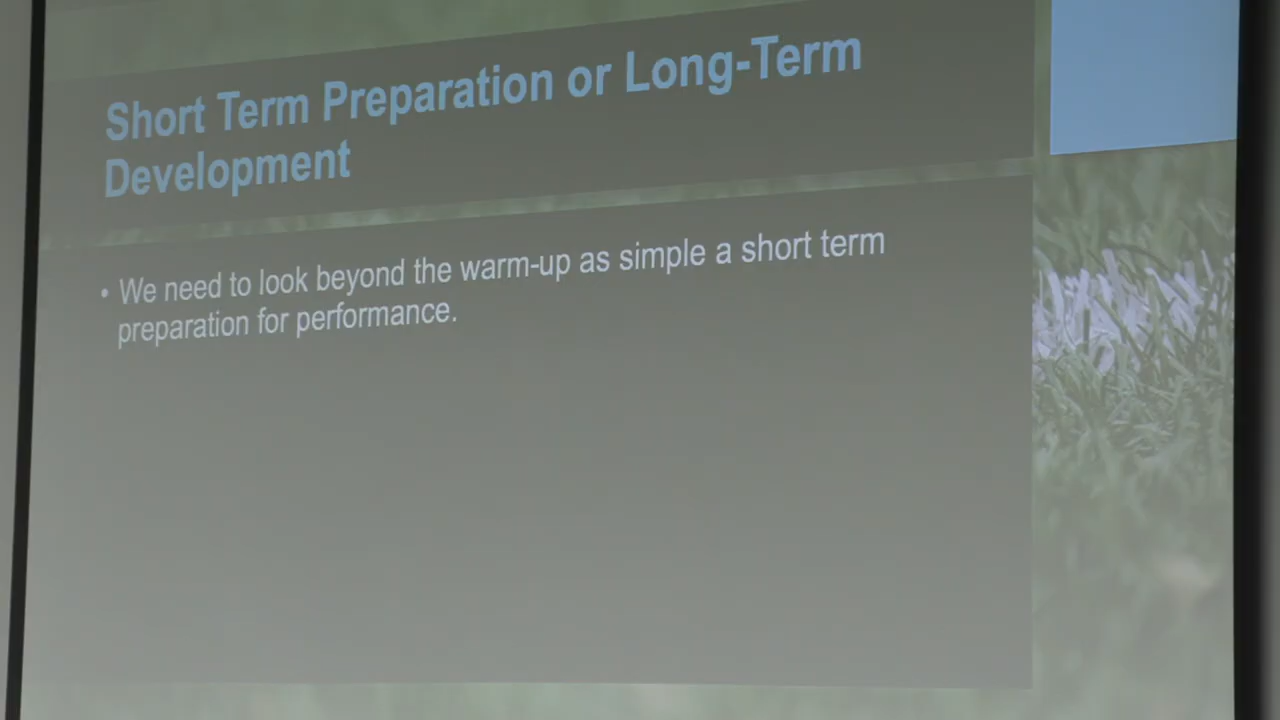 Short Term Preparation or Long-Term
Development
• We need to look beyond the warm-up as simple a short term
preparation for performance.